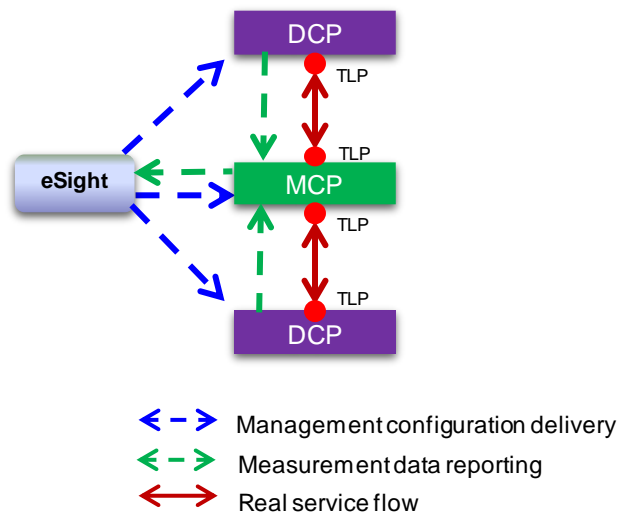 DCP
TLP
TLP
eSight
MCP
TLP
TLP
DCP
Management configuration delivery
Measurement data reporting
Real service flow